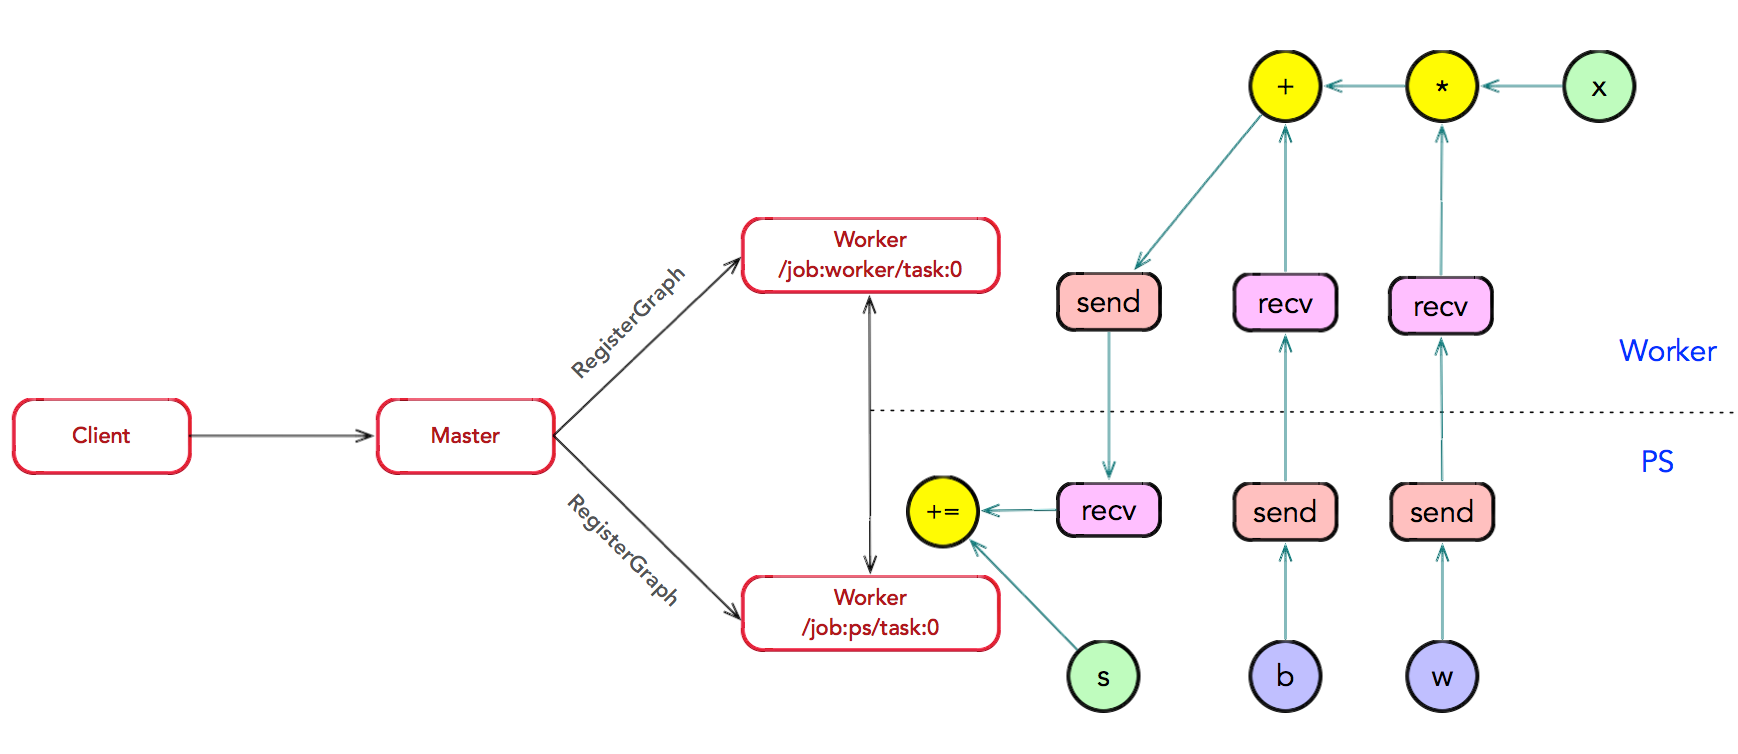 +
*
x
Worker
/job:worker/task:0
RegisterGraph
send
recv
recv
Worker
Client
Master
PS
RegisterGraph
+=
recv
send
send
Worker
/job:ps/task:0
s
b
w